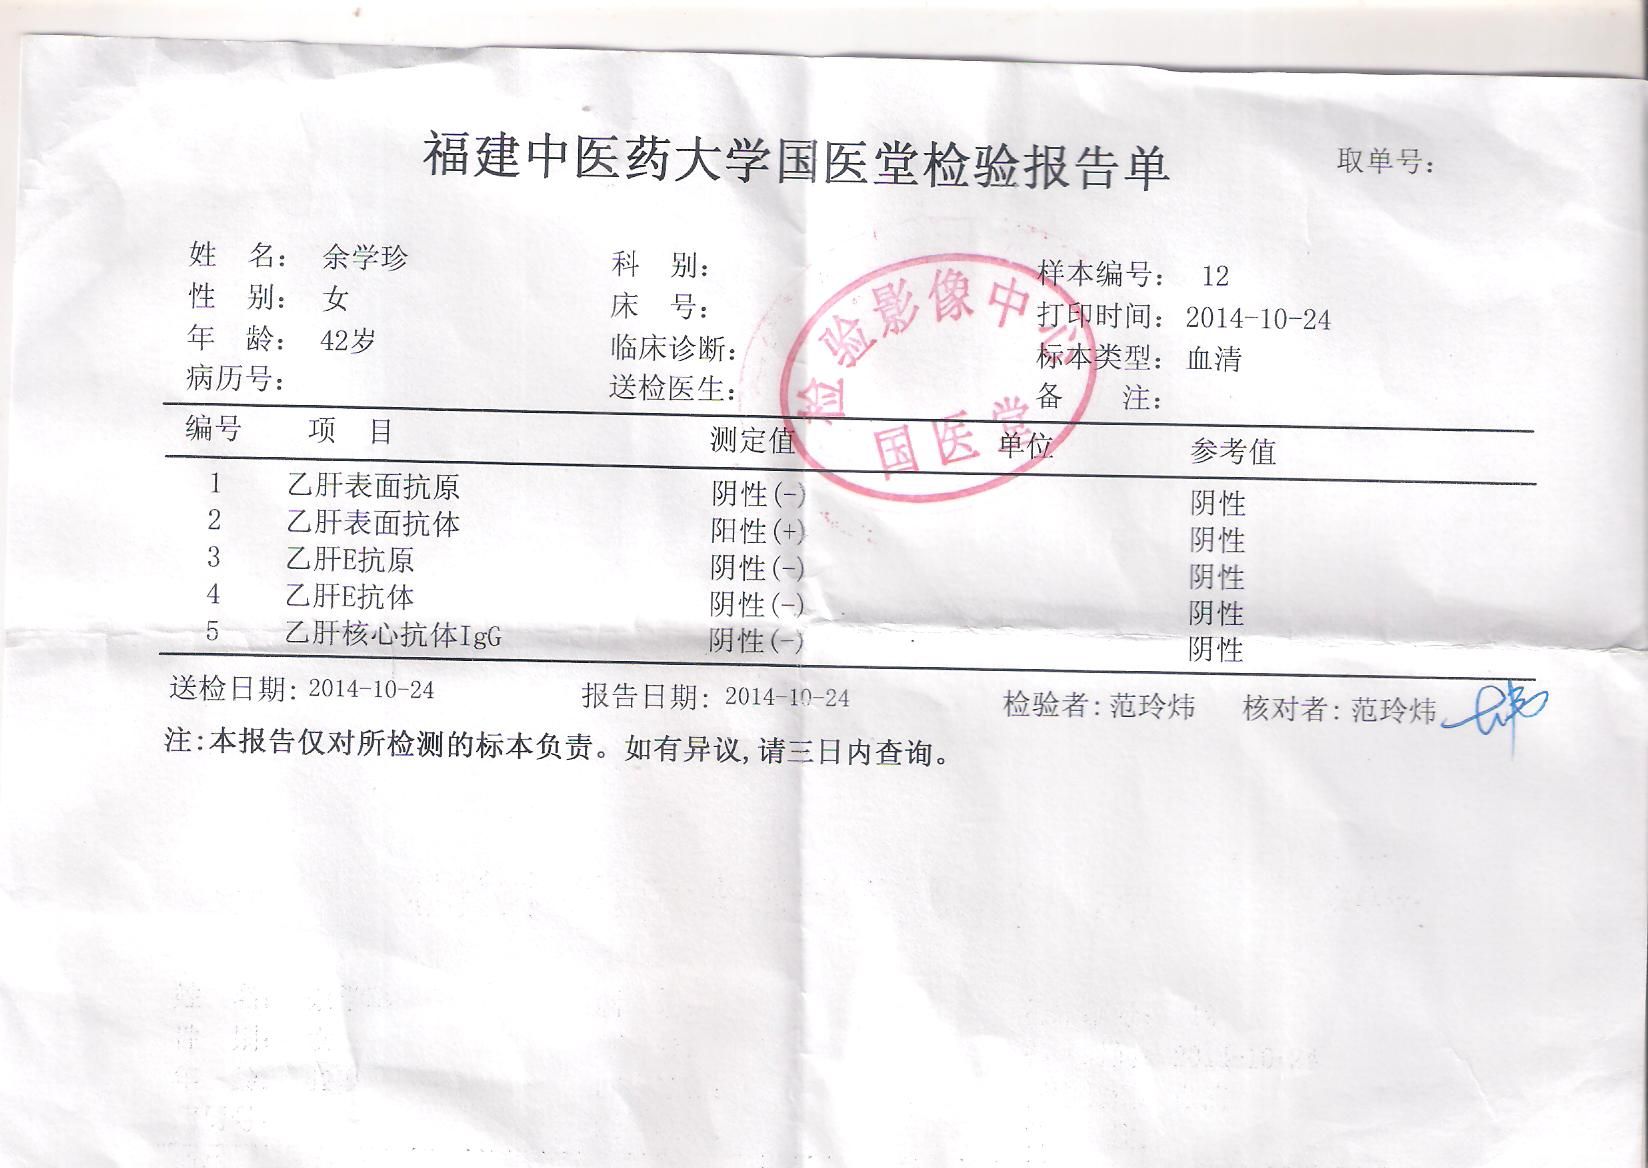 福建中医药大学国医堂检验报告单
取单号：
姓 名： 余学珍 科 别： 样本编号： 12
性 别： 女 床 号： 打印时间： 2014-10-24
年 龄： 42岁 临床诊断： 标本类型： 血清
病历号： 送检医生： 备 注：
检验影像中心
国医堂
编号 项 目 测定值 单位 参考值
1 乙肝表面抗原 阴性(-) 阴性
2 乙肝表面抗体 阳性(+) 阴性
3 乙肝E抗原 阴性(-) 阴性
4 乙肝E抗体 阴性(-) 阴性
5 乙肝核心抗体IgG 阴性(-) 阴性
送检日期: 2014-10-24 报告日期: 2014-10-24 检验者: 范玲炜 核对者: 范玲炜
注:本报告仅对所检测的标本负责。如有异议,请三日内查询。